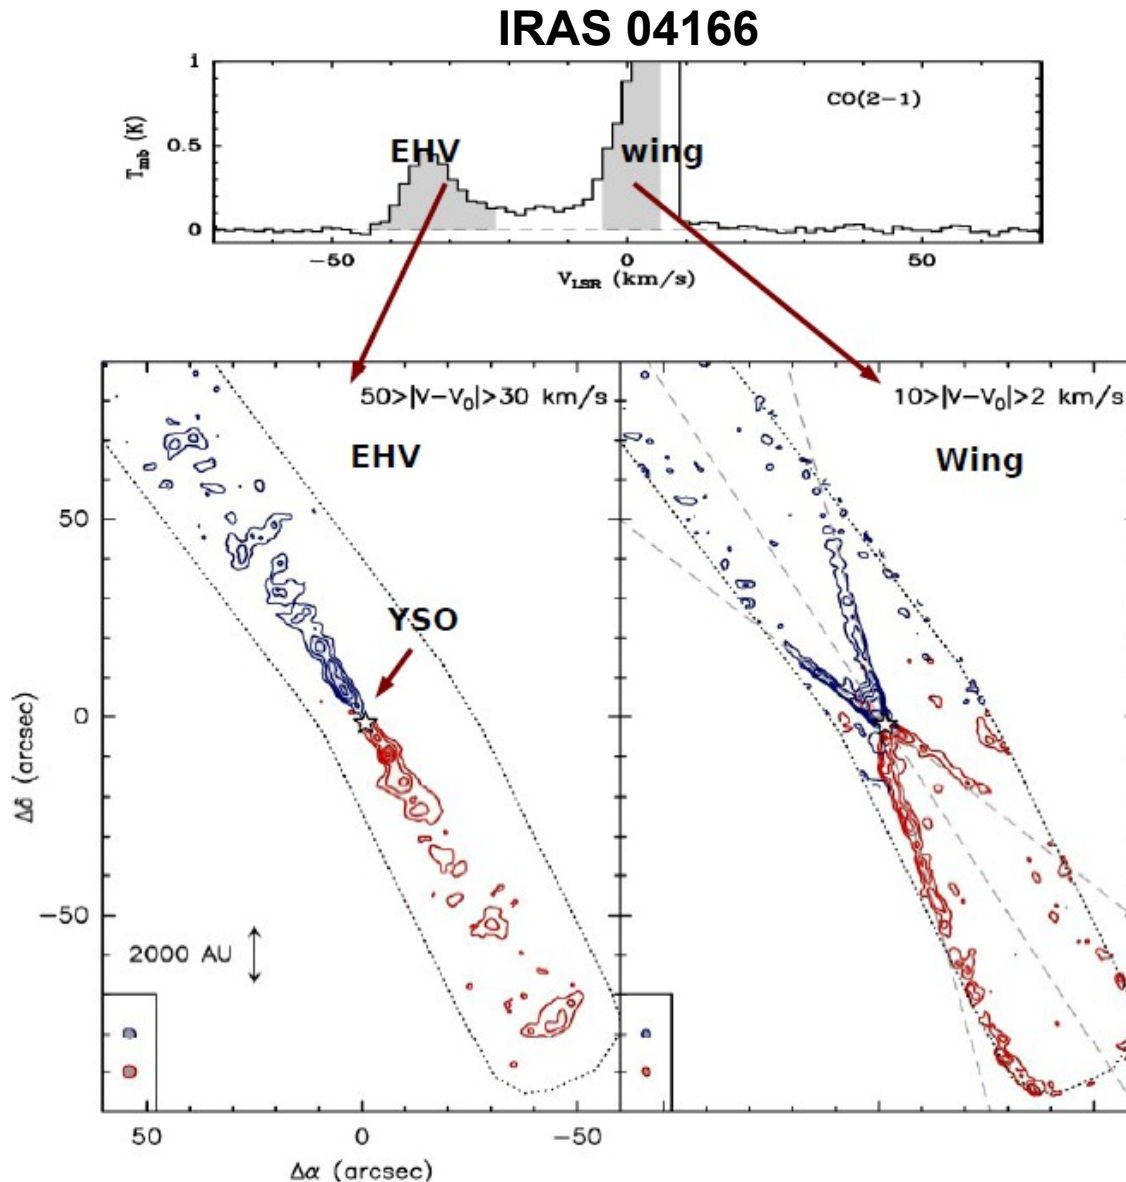 IRAS 04166
1
0.5
0
T_mb (K)
CO(2-1)
EHV
wing
-50
0
50
V_LSR (km/s)
50>|V-V_0|>30 km/s
10>|V-V_0|>2 km/s
EHV
Wing
YSO
50
0
-50
Δδ (arcsec)
2000 AU
50
0
-50
Δα (arcsec)